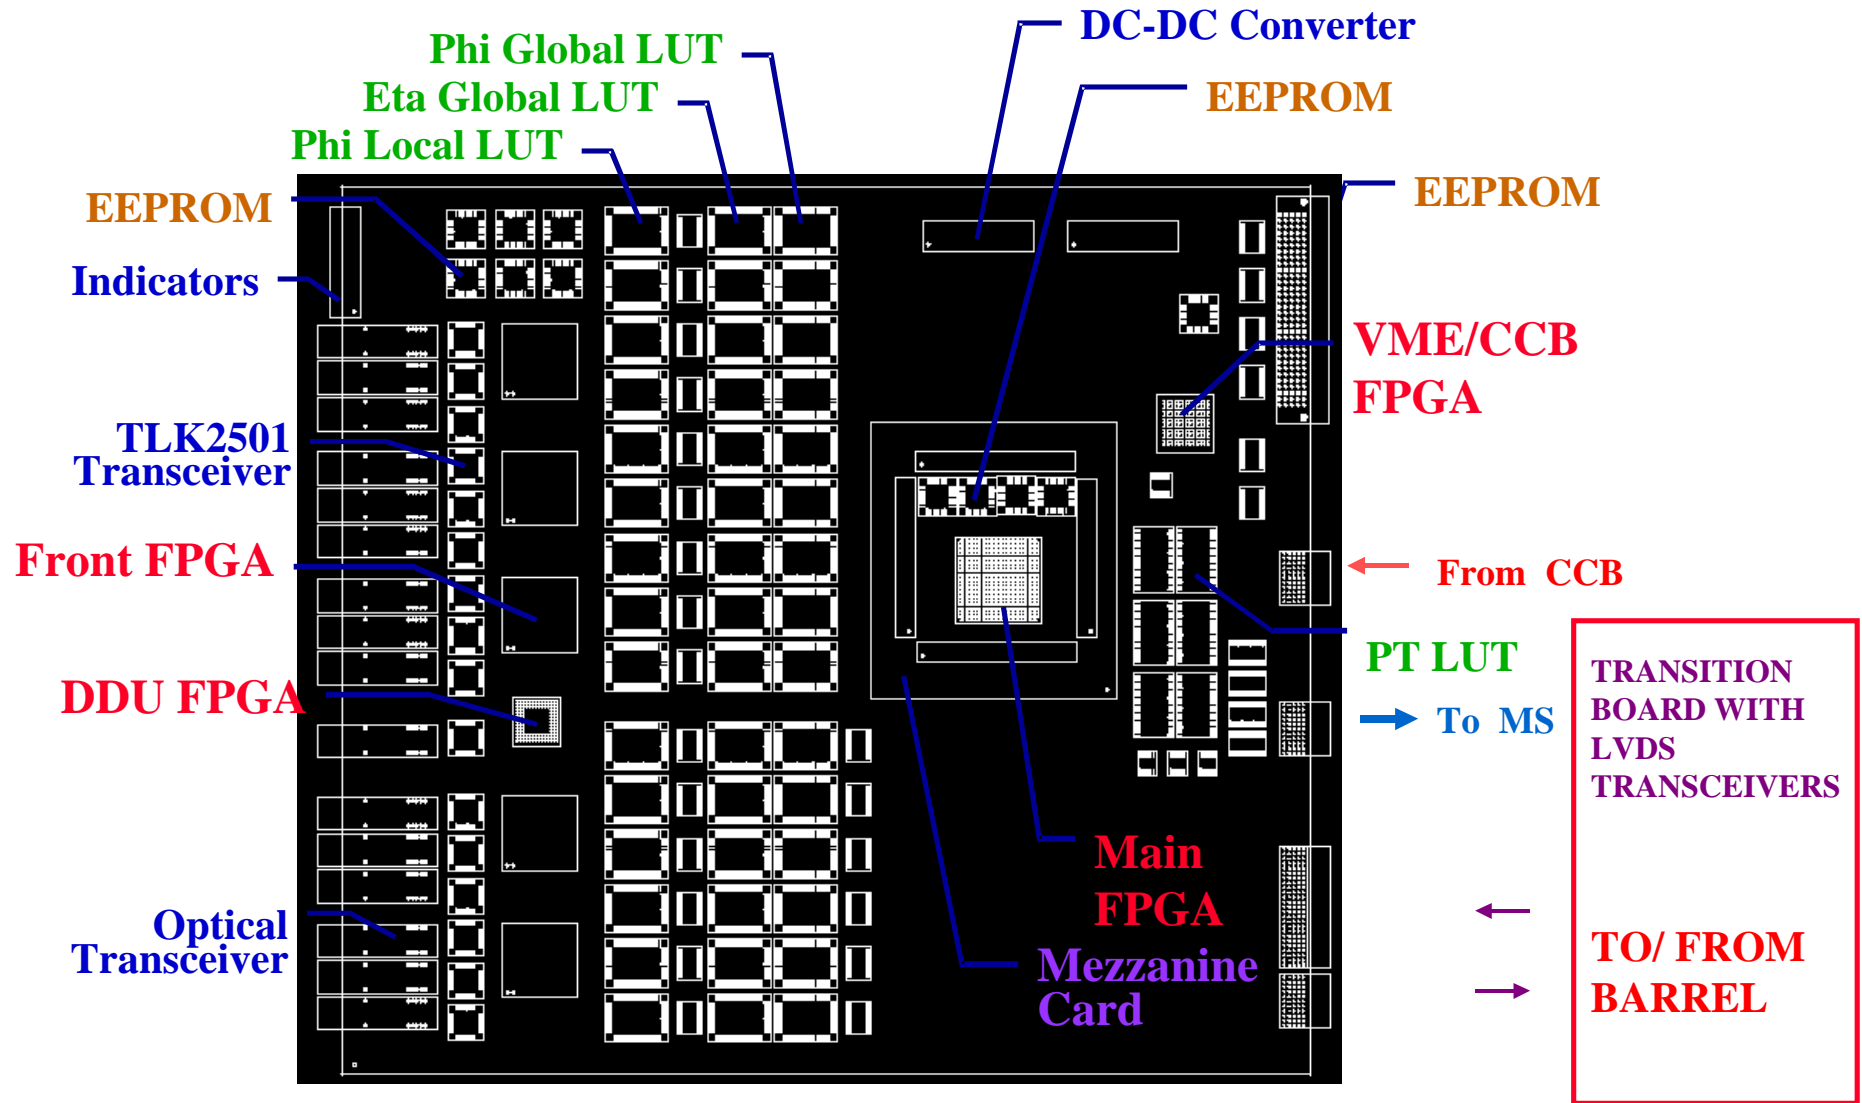 DC-DC Converter
Phi Global LUT
Eta Global LUT
EEPROM
Phi Local LUT
EEPROM
EEPROM
Indicators
VME/CCB
FPGA
TLK2501
Transceiver
Front FPGA
From CCB
PT LUT
DDU FPGA
To MS
TRANSITION
BOARD WITH
LVDS
TRANSCEIVERS
Main
FPGA
Optical
Transceiver
Mezzanine
Card
TO/ FROM
BARREL